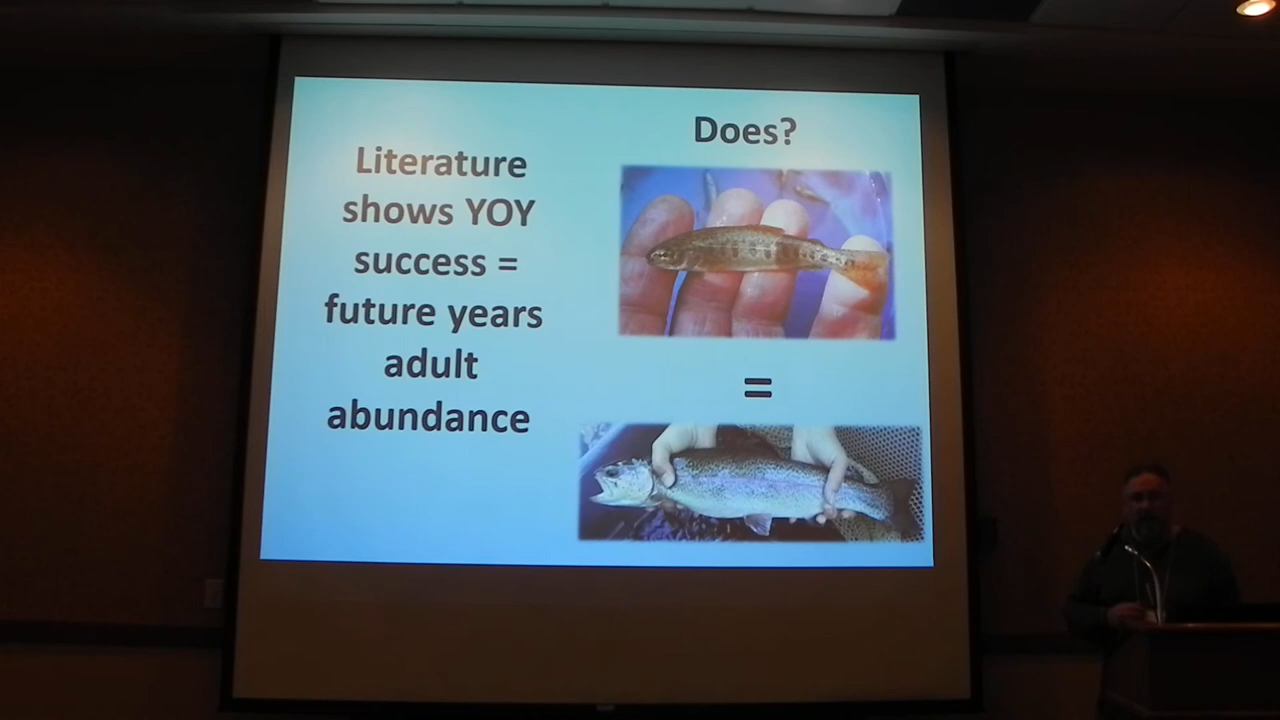 Literature
shows YOY
success =
future years
adult
abundance
Does?
=